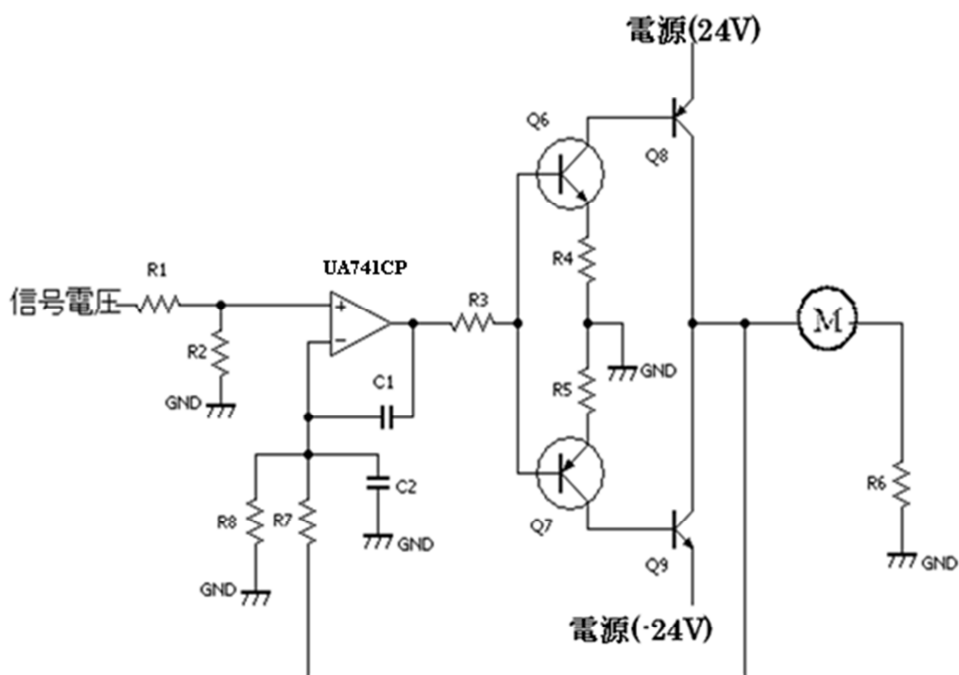 電源(24V)
Q6
Q8
UA741CP
R1
R4
信号電圧
R3
+
M
R2
−
GND
C1
R5
GND
C2
R6
R8
R7
Q7
GND
Q9
GND
GND
電源(-24V)